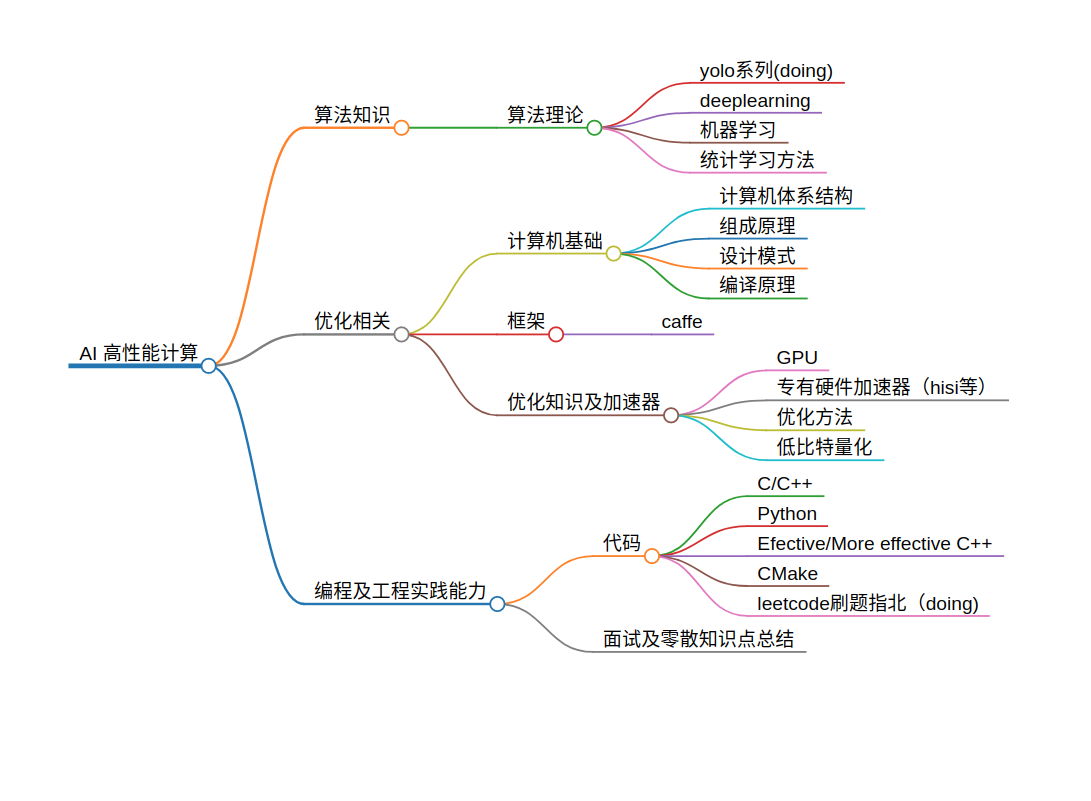 yolo系列(doing)
deeplearning
算法知识
算法理论
机器学习
统计学习方法
计算机体系结构
组成原理
计算机基础
设计模式
编译原理
优化相关
框架
caffe
AI 高性能计算
GPU
专有硬件加速器（hisi等）
优化知识及加速器
优化方法
低比特量化
C/C++
Python
代码
Efective/More effective C++
CMake
编程及工程实践能力
leetcode刷题指北（doing)
面试及零散知识点总结